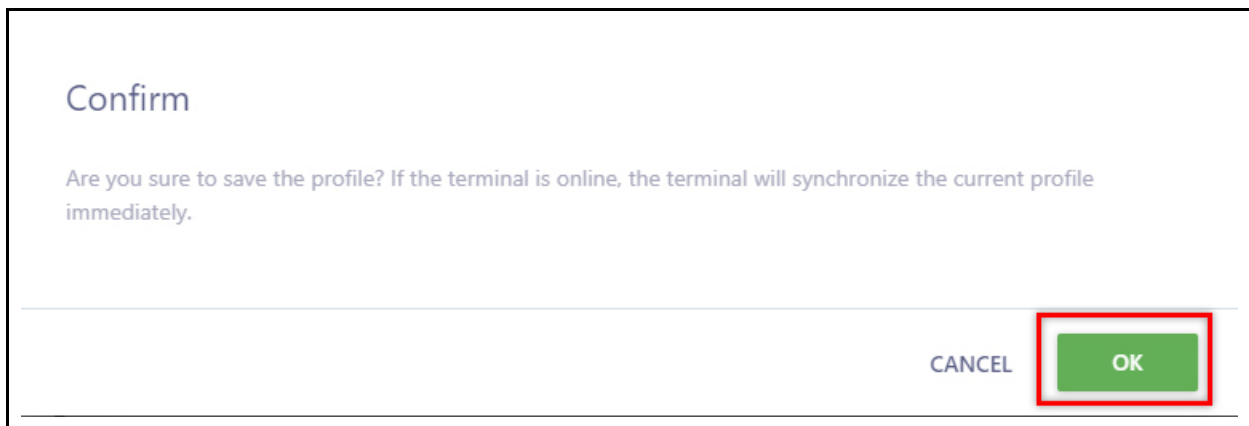 Confirm
Are you sure to save the profile? If the terminal is online, the terminal will synchronize the current profile
immediately.
CANCEL
OK